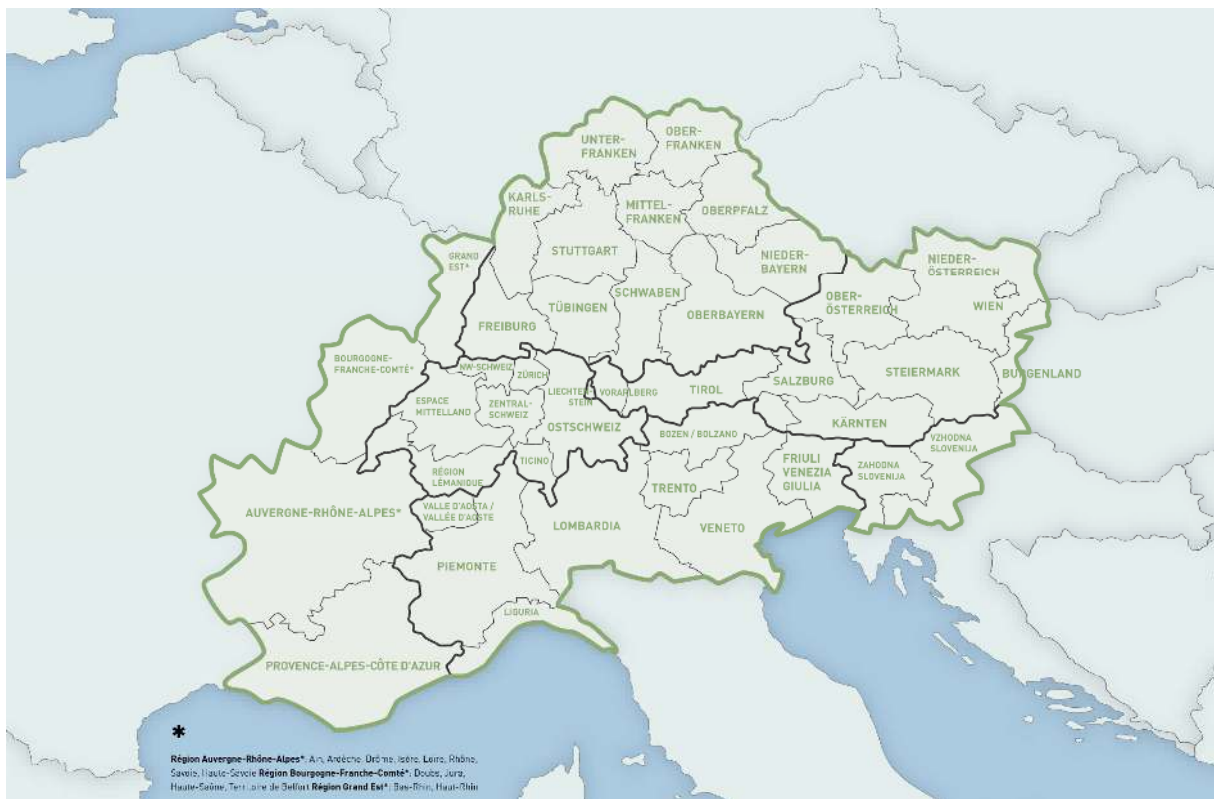 UNTER-
FRANKEN
OBER-
FRANKEN
KARLS-
RUHE
MITTEL-
FRANKEN
OBERPFALZ
STUTTGART
GRAND
EST*
NIEDER-
BAYERN
NIEDER-
ÖSTERREICH
SCHWABEN
OBER-
ÖSTERREICH
WIEN
TÜBINGEN
OBERBAYERN
FREIBURG
BOURGOGNE-
FRANCHE-COMTÉ*
NW-SCHWEIZ
ZÜRICH
STEIERMARK
BURGENLAND
LIECHTEN-
STEIN
VORARLBERG
TIROL
SALZBURG
ESPACE
MITTELLAND
ZENTRAL-
SCHWEIZ
OSTSCHWEIZ
KÄRNTEN
BOZEN / BOLZANO
VZHODNA
SLOVENIJA
TICINO
FRIULI
VENEZIA
GIULIA
ZAHODNA
SLOVENIJA
RÉGION
LÉMANIQUE
TRENTO
AUVERGNE-RHÔNE-ALPES*
VALLE D'AOSTA /
VALLÉE D'AOSTE
LOMBARDIA
VENETO
PIEMONTE
LIGURIA
PROVENCE-ALPES-CÔTE D'AZUR
*
Région Auvergne-Rhône-Alpes*: Ain, Ardèche, Drôme, Isère, Loire, Rhône,
Savoie, Haute-Savoie Région Bourgogne-Franche-Comté*: Doubs, Jura,
Haute-Saône, Territoire de Belfort Région Grand Est*: Bas-Rhin, Haut-Rhin